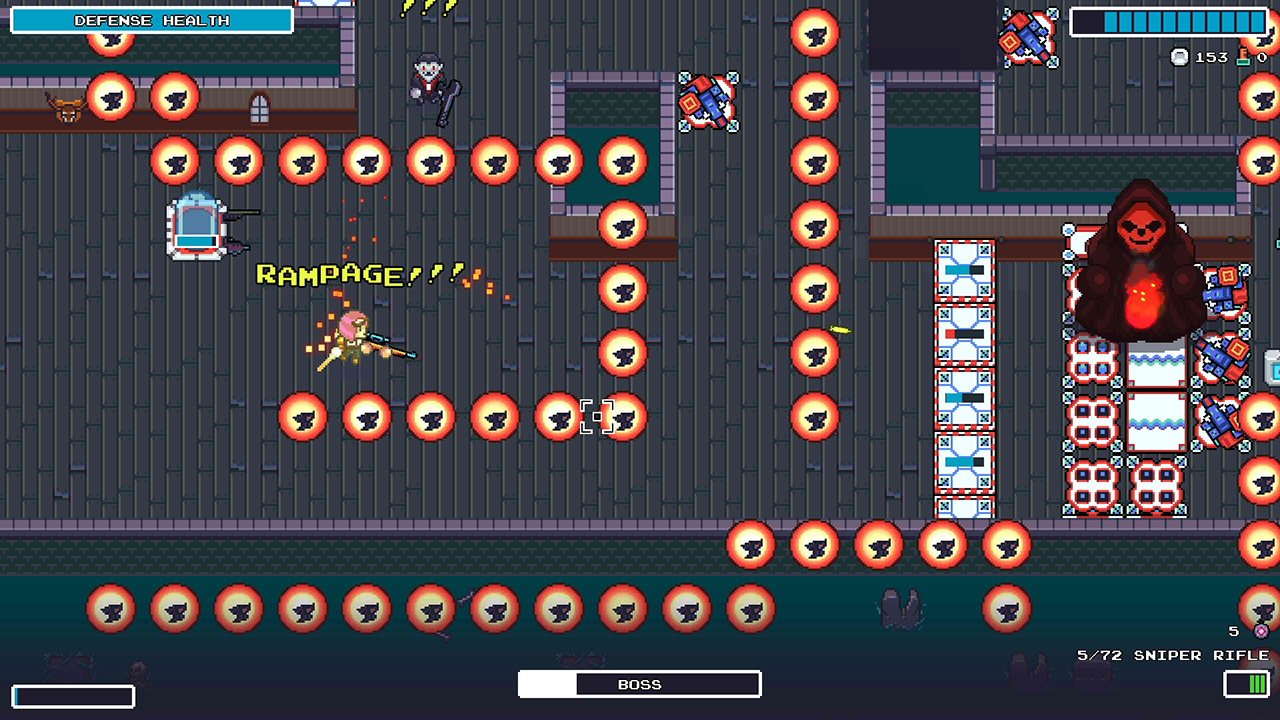 DEFENSE HEALTH
153 0
RAMPAGE!!!
5
5/72 SNIPER RIFLE
BOSS